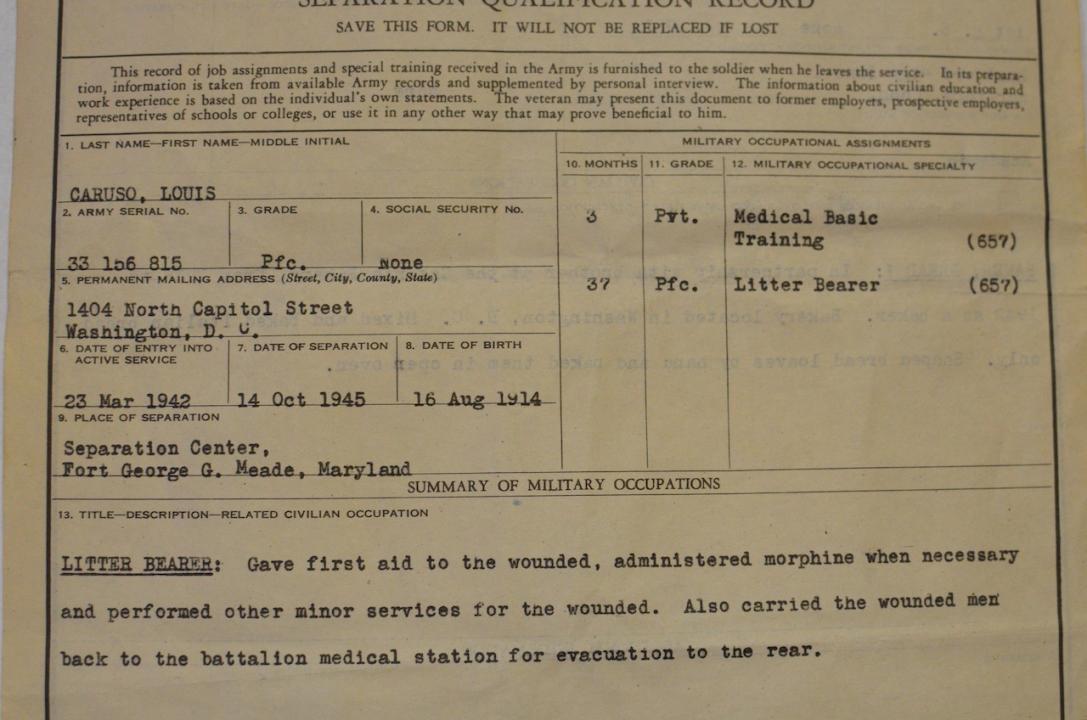 SEPARATION QUALIFICATION RECORD
SAVE THIS FORM. IT WILL NOT BE REPLACED IF LOST
This record of job assignments and special training received in the Army is furnished to the soldier when he leaves the service. In its prepara-
tion, information is taken from available Army records and supplemented by personal interview. The information about civilian education and
work experience is based on the individual's own statements. The veteran may present this document to former employers, prospective employers,
representatives of schools or colleges, or use it in any other way that may prove beneficial to him.
1. LAST NAME—FIRST NAME—MIDDLE INITIAL
CARUSO, LOUIS
2. ARMY SERIAL No.
3. GRADE
4. SOCIAL SECURITY No.
33 156 815
Pfc.
None
5. PERMANENT MAILING ADDRESS (Street, City, County, State)
1404 North Capitol Street
Washington, D. C.
6. DATE OF ENTRY INTO
ACTIVE SERVICE
7. DATE OF SEPARATION
8. DATE OF BIRTH
23 Mar 1942
14 Oct 1945
16 Aug 1914
9. PLACE OF SEPARATION
Separation Center,
Fort George G. Meade, Maryland
MILITARY OCCUPATIONAL ASSIGNMENTS
10. MONTHS
11. GRADE
12. MILITARY OCCUPATIONAL SPECIALTY
3 Pvt. Medical Basic
Training (657)
37 Pfc. Litter Bearer (657)
SUMMARY OF MILITARY OCCUPATIONS
13. TITLE—DESCRIPTION—RELATED CIVILIAN OCCUPATION
LITTER BEARER: Gave first aid to the wounded, administered morphine when necessary
and performed other minor services for the wounded. Also carried the wounded men
back to the battalion medical station for evacuation to the rear.